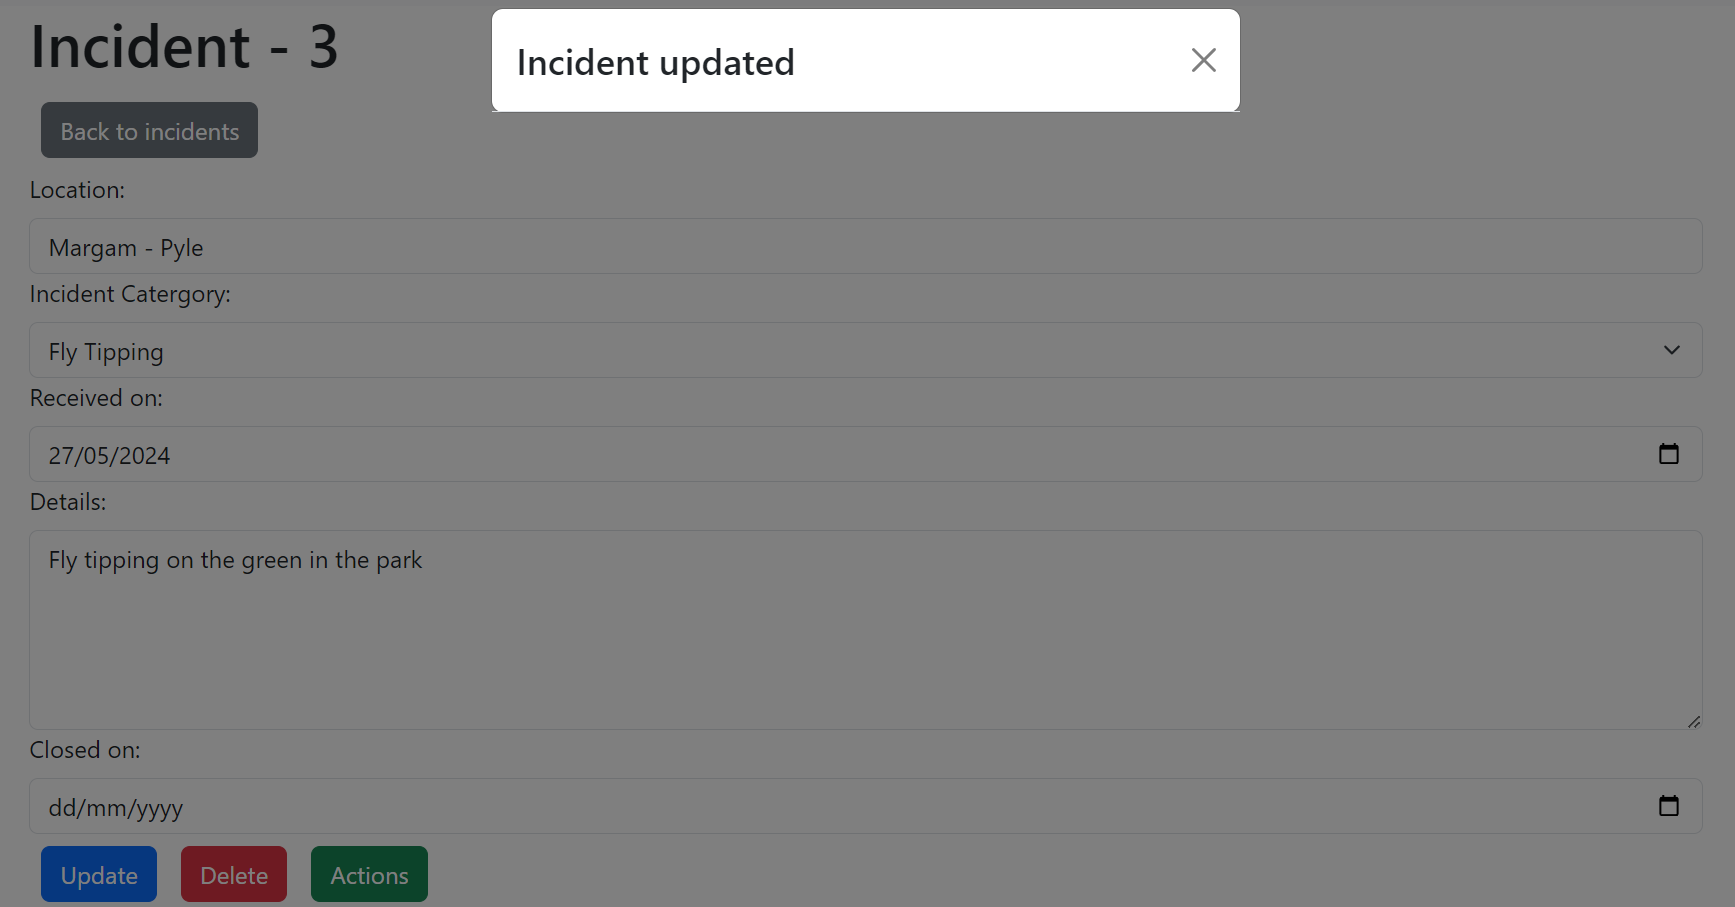 Incident - 3
Incident updated
Back to incidents
Location:
Margam - Pyle
Incident Catergory:
Fly Tipping
Received on:
27/05/2024
Details:
Fly tipping on the green in the park
Closed on:
dd/mm/yyyy
Update Delete Actions